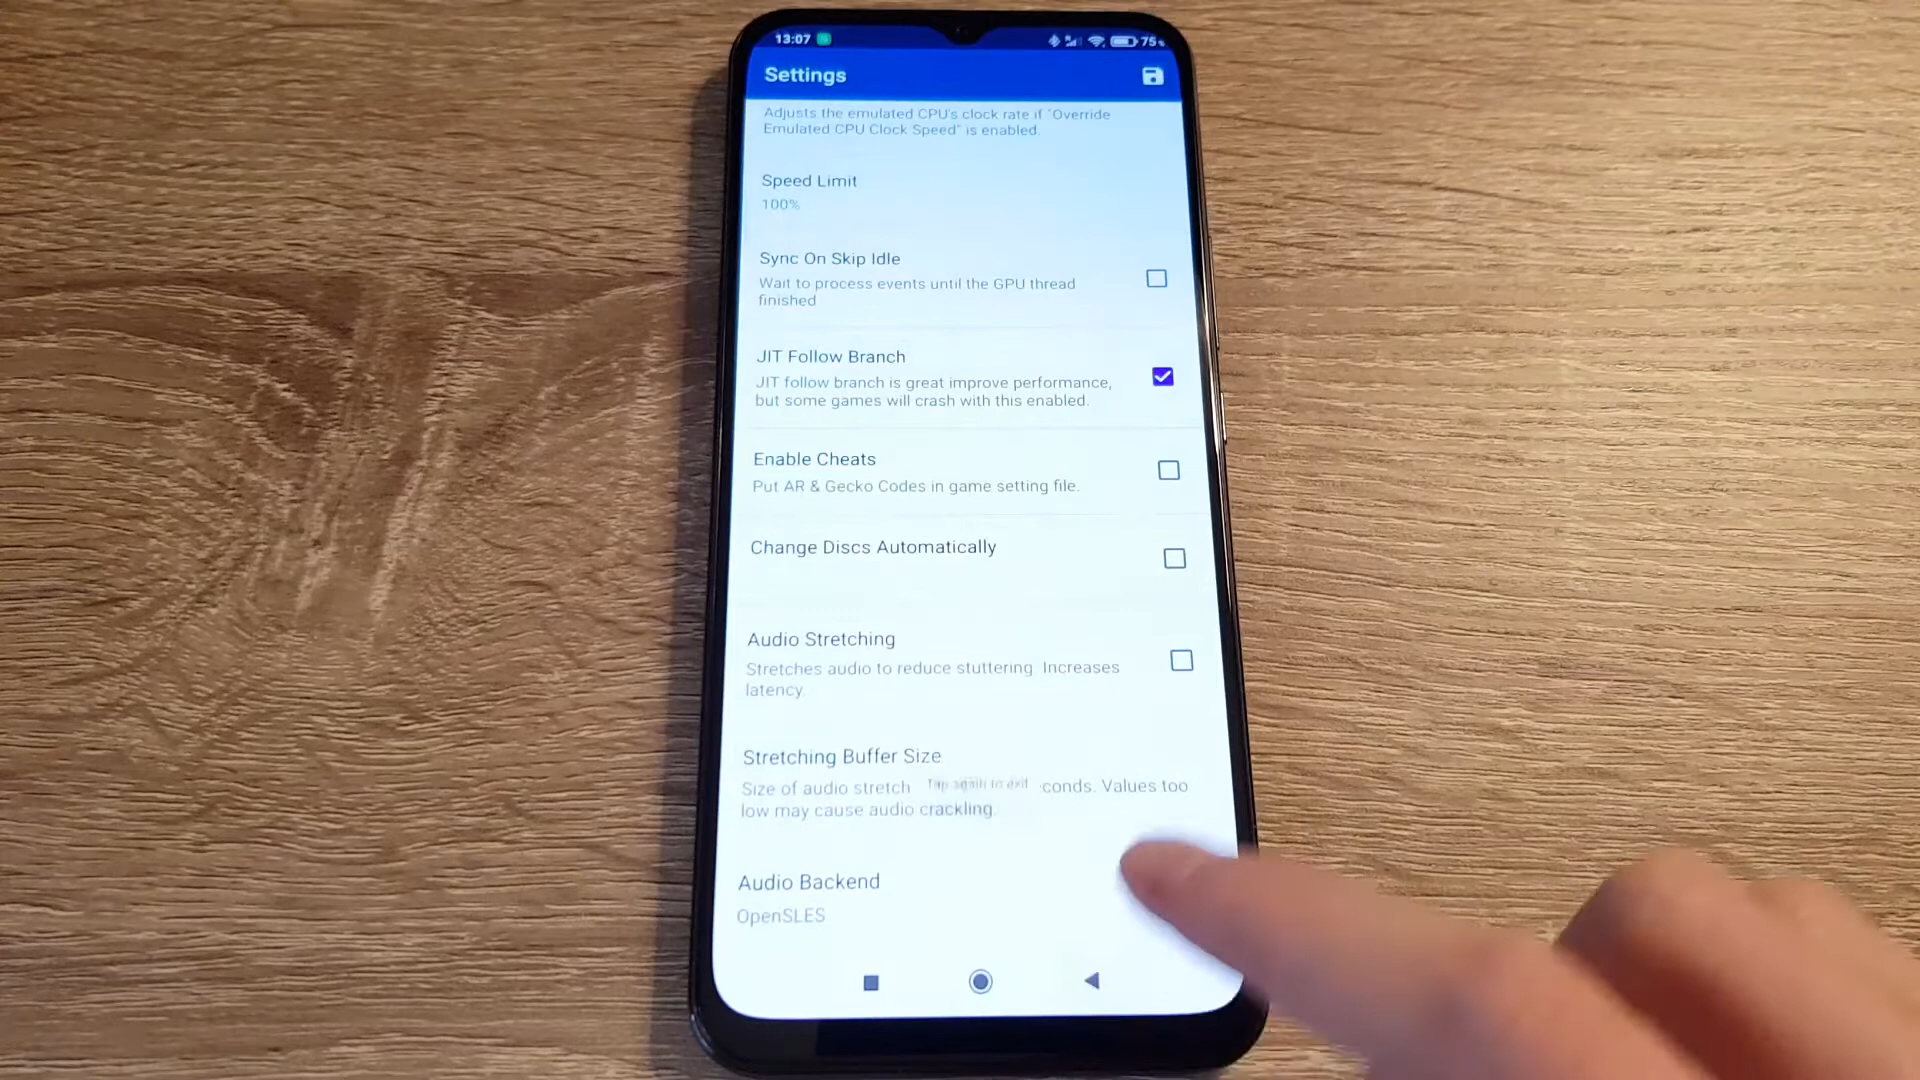 13:07
75%
Settings
Adjusts the emulated CPU's clock rate if "Override
Emulated CPU Clock Speed" is enabled.
Speed Limit
100%
Sync On Skip Idle
Wait to process events until the GPU thread
finished
JIT Follow Branch
JIT follow branch is great improve performance,
but some games will crash with this enabled.
Enable Cheats
Put AR & Gecko Codes in game setting file.
Change Discs Automatically
Audio Stretching
Stretches audio to reduce stuttering. Increases
latency.
Stretching Buffer Size
Size of audio stretch Tap again to exit conds. Values too
low may cause audio crackling.
Audio Backend
OpenSLES